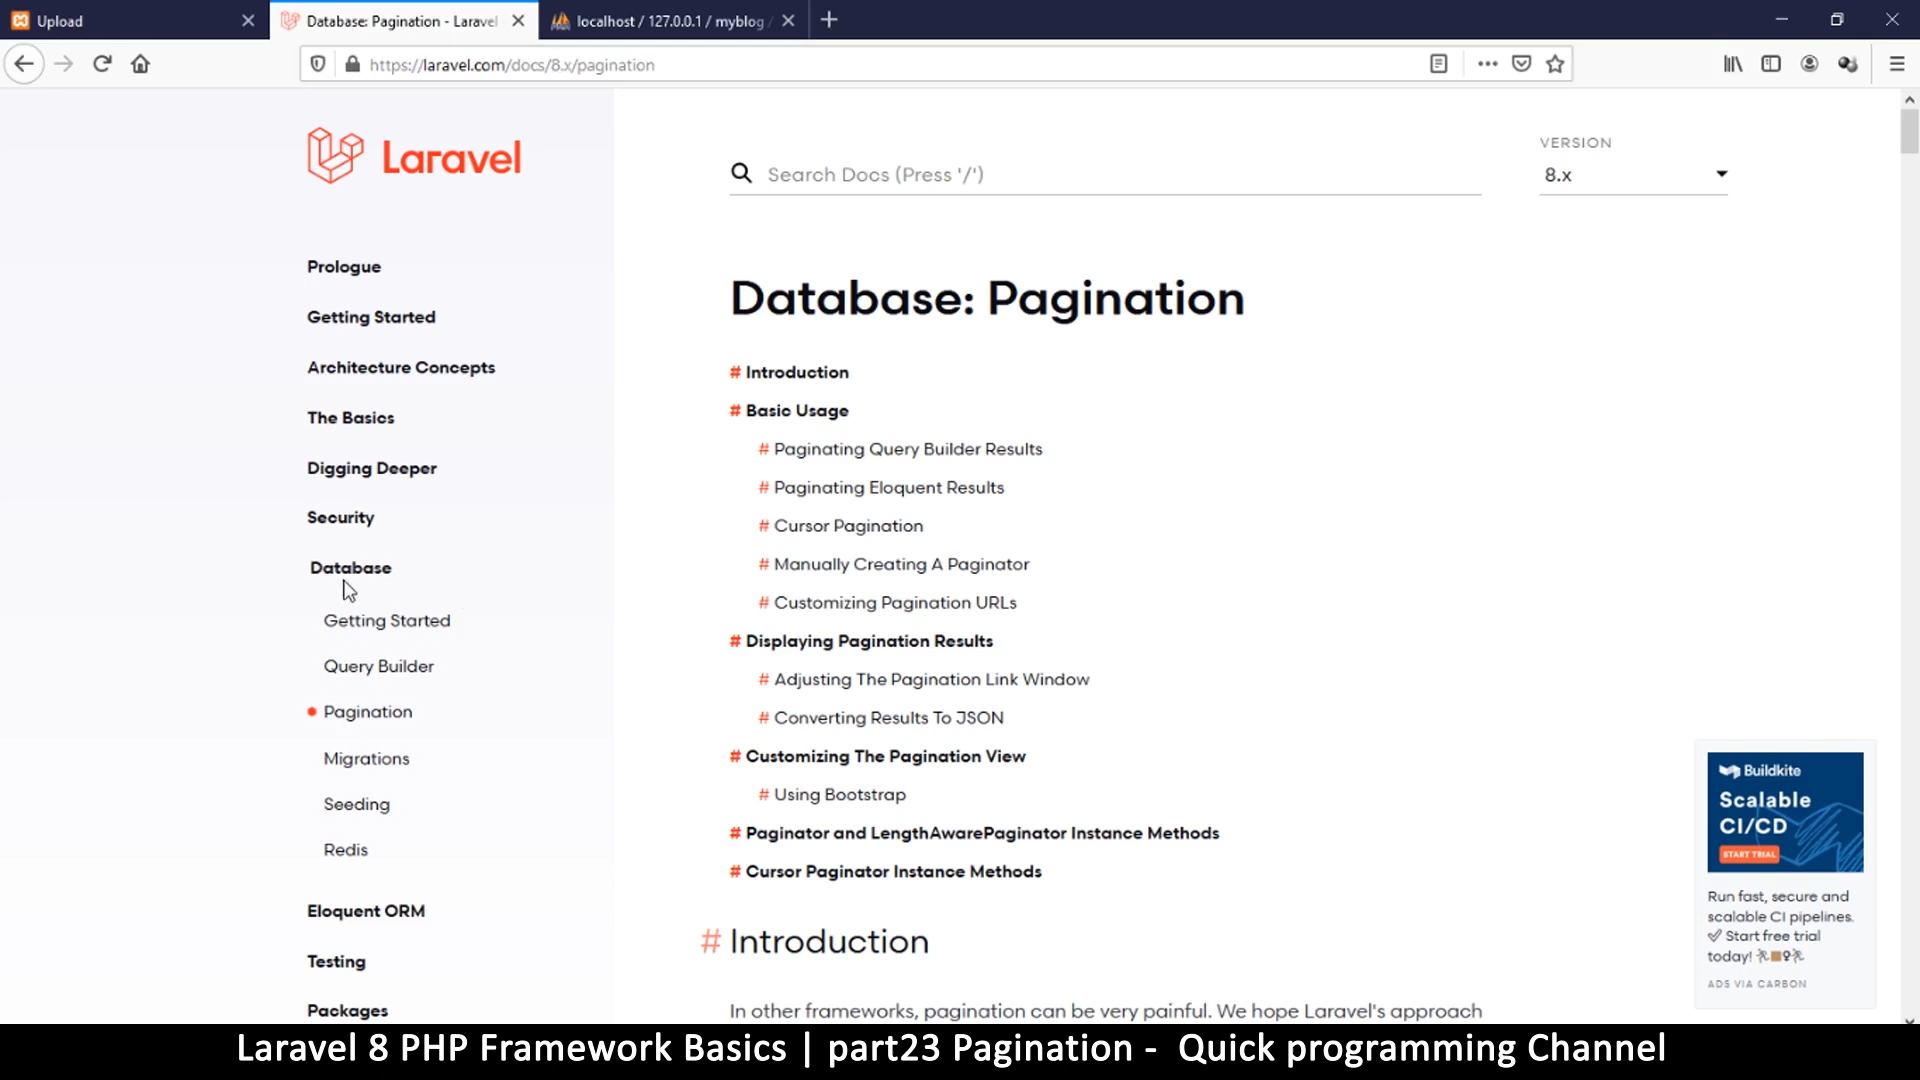 Upload
Database: Pagination - Laravel
localhost / 127.0.0.1 / myblog /
https://laravel.com/docs/8.x/pagination
Laravel
Search Docs (Press '/')
VERSION
8.x
Prologue
Getting Started
Architecture Concepts
The Basics
Digging Deeper
Security
Database
Getting Started
Query Builder
Pagination
Migrations
Seeding
Redis
Eloquent ORM
Testing
Packages
Database: Pagination
# Introduction
# Basic Usage
# Paginating Query Builder Results
# Paginating Eloquent Results
# Cursor Pagination
# Manually Creating A Paginator
# Customizing Pagination URLs
# Displaying Pagination Results
# Adjusting The Pagination Link Window
# Converting Results To JSON
# Customizing The Pagination View
# Using Bootstrap
# Paginator and LengthAwarePaginator Instance Methods
# Cursor Paginator Instance Methods
# Introduction
In other frameworks, pagination can be very painful. We hope Laravel's approach
Buildkite
Scalable
CI/CD
START TRIAL
Run fast, secure and
scalable CI pipelines.
✅ Start free trial
today!
ADS VIA CARBON
Laravel 8 PHP Framework Basics | part23 Pagination - Quick programming Channel